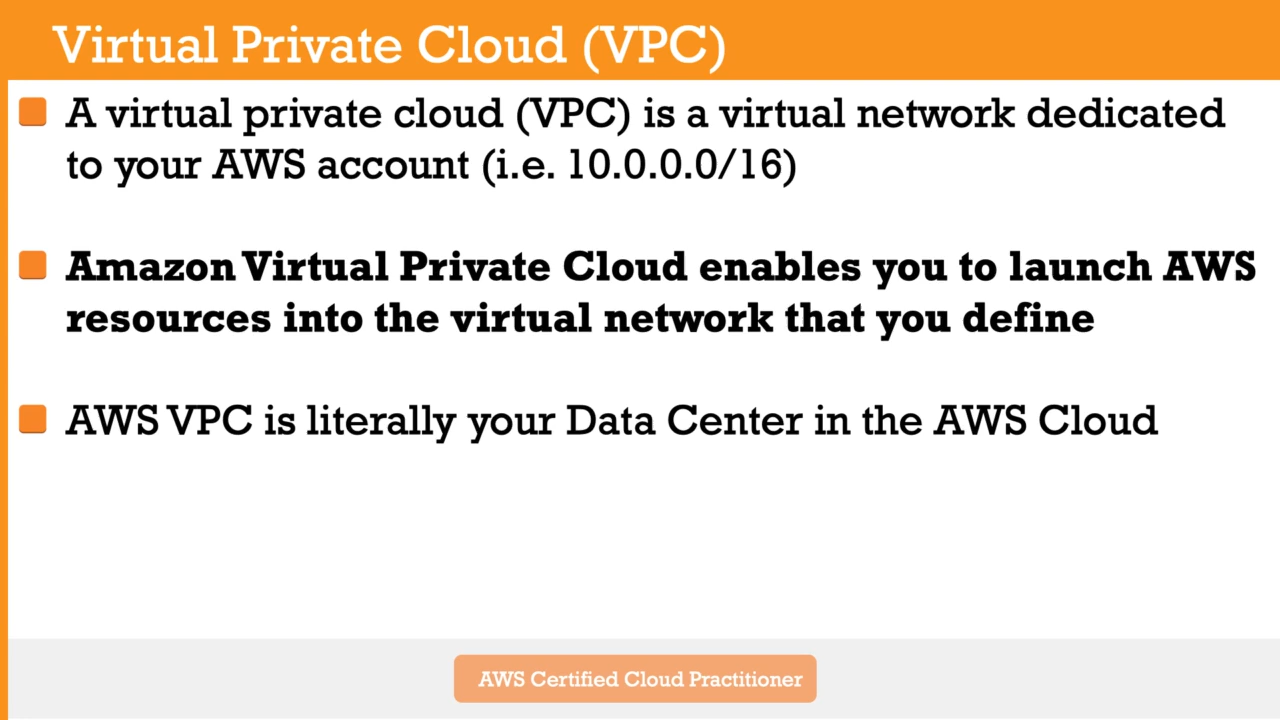 Virtual Private Cloud (VPC)
A virtual private cloud (VPC) is a virtual network dedicated
to your AWS account (i.e. 10.0.0.0/16)
Amazon Virtual Private Cloud enables you to launch AWS
resources into the virtual network that you define
AWS VPC is literally your Data Center in the AWS Cloud
AWS Certified Cloud Practitioner